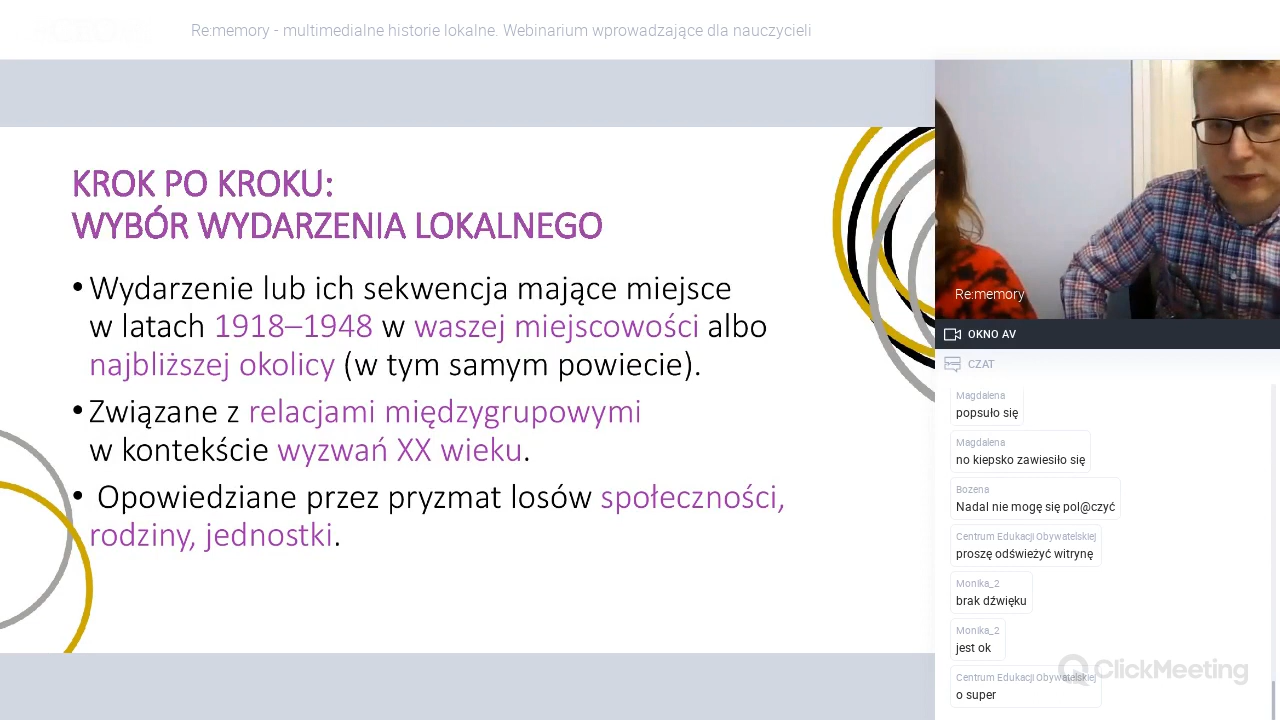 Re:memory - multimedialne historie lokalne. Webinarium wprowadzające dla nauczycieli
KROK PO KROKU:
WYBÓR WYDARZENIA LOKALNEGO
• Wydarzenie lub ich sekwencja mające miejsce
w latach 1918–1948 w waszej miejscowości albo
najbliższej okolicy (w tym samym powiecie).
• Związane z relacjami międzygrupowymi
w kontekście wyzwań XX wieku.
• Opowiedziane przez pryzmat losów społeczności,
rodziny, jednostki.
Re:memory
OKNO AV
CZAT
Magdalena
popsuło się
Magdalena
no kiepsko zawiesiło się
Bozena
Nadal nie mogę się pol@czyć
Centrum Edukacji Obywatelskiej
proszę odświeżyć witrynę
Monika_2
brak dźwięku
Monika_2
jest ok
Centrum Edukacji Obywatelskiej
o super
ClickMeeting